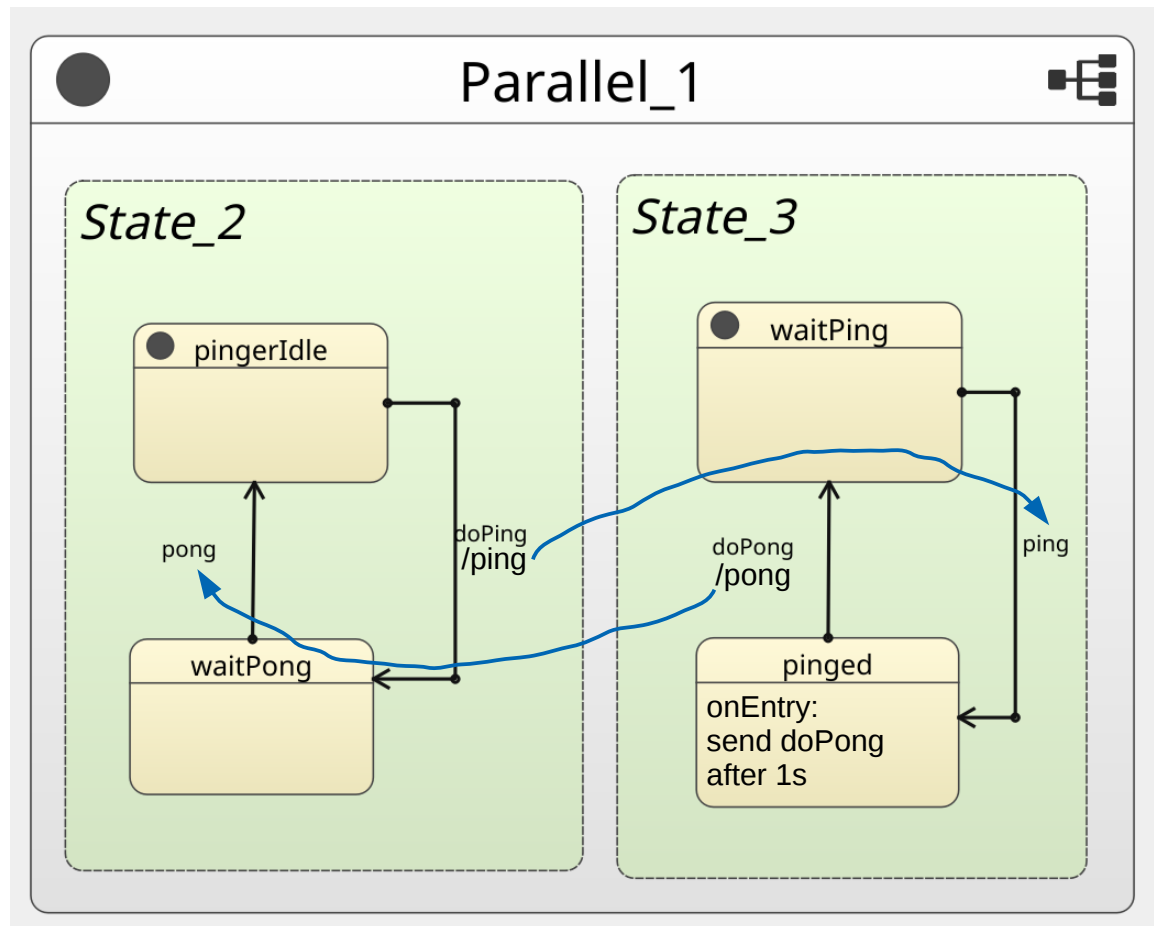 Parallel_1
State_2
State_3
pingerIdle
waitPing
doPing
/ping
pong
doPong
/pong
ping
waitPong
pinged
onEntry:
send doPong
after 1s